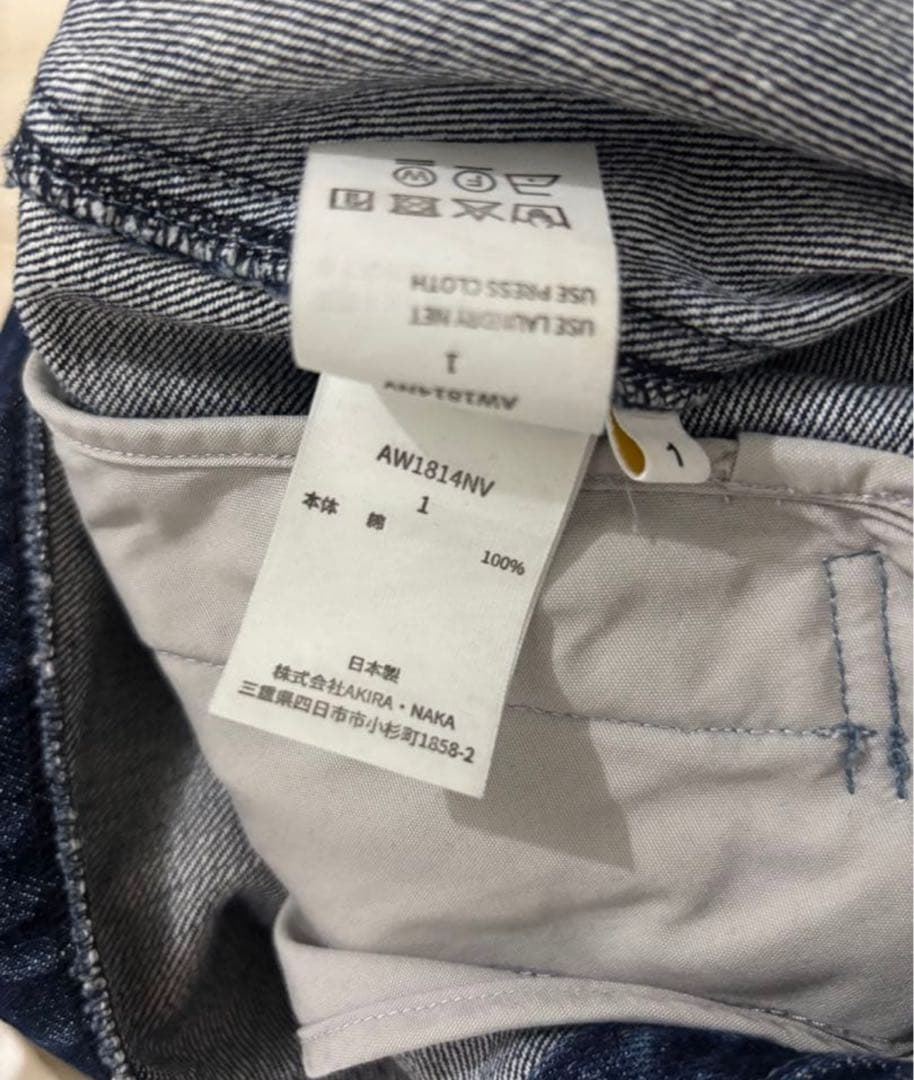 USE PRESS CLOTH
USE LAUNDRY NET
1
AW1814NV
AW1814NV
1
本体 綿
100%
日本製
株式会社AKIRA・NAKA
三重県四日市市小杉町1858-2
1
W
F